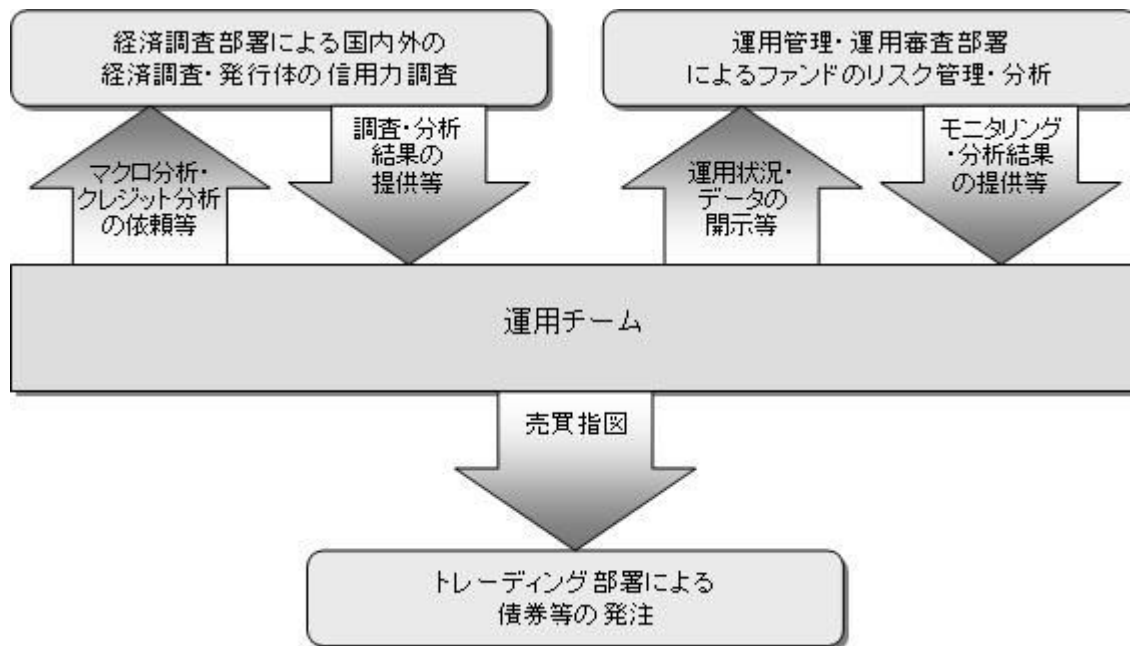 経済調査部署による国内外の
経済調査・発行体の信用力調査
運用管理・運用審査部署
によるファンドのリスク管理・分析
マクロ分析・
クレジット分析
の依頼等
調査・分析
結果の
提供等
運用状況・
データの
開示等
モニタリング
・分析結果
の提供等
運用チーム
売買指図
トレーディング部署による
債券等の発注